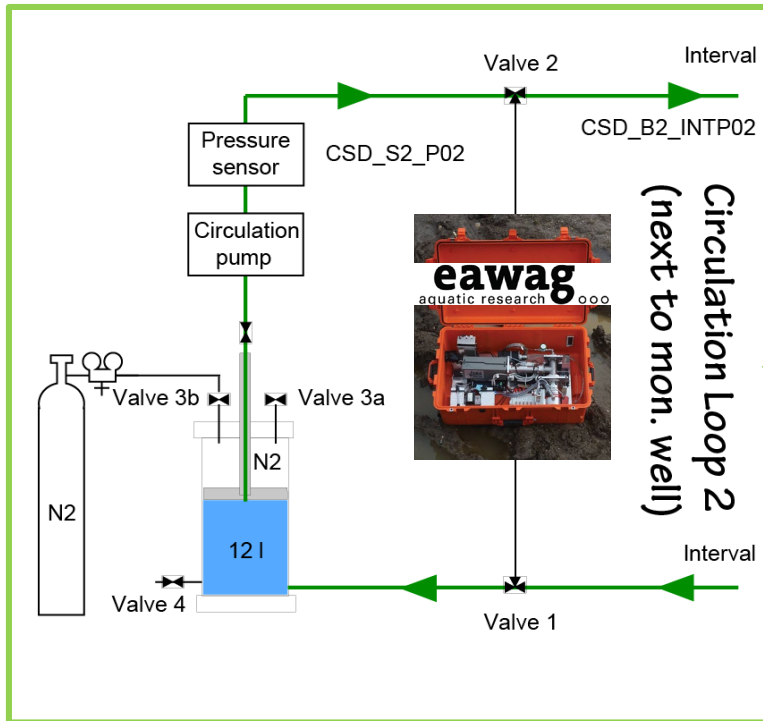 Valve 2
Interval
Pressure
sensor
CSD_S2_P02
CSD_B2_INTP02
Circulation
pump
eawag
aquatic research
Circulation Loop 2
(next to mon. well)
Valve 3b
Valve 3a
N2
N2
12 l
Interval
Valve 4
Valve 1